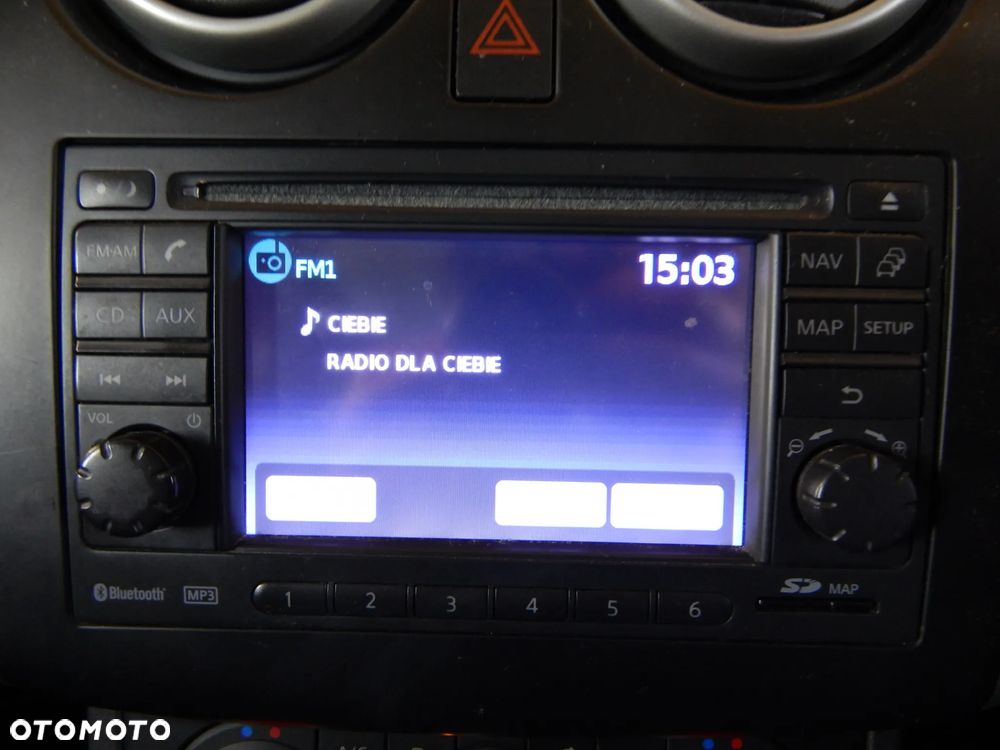 FM1
15:03
CIEBIE
RADIO DLA CIEBIE
FM·AM
CD
AUX
VOL
NAV
MAP
SETUP
Bluetooth
MP3
1
2
3
4
5
6
SD
MAP
OTOMOTO
A/C